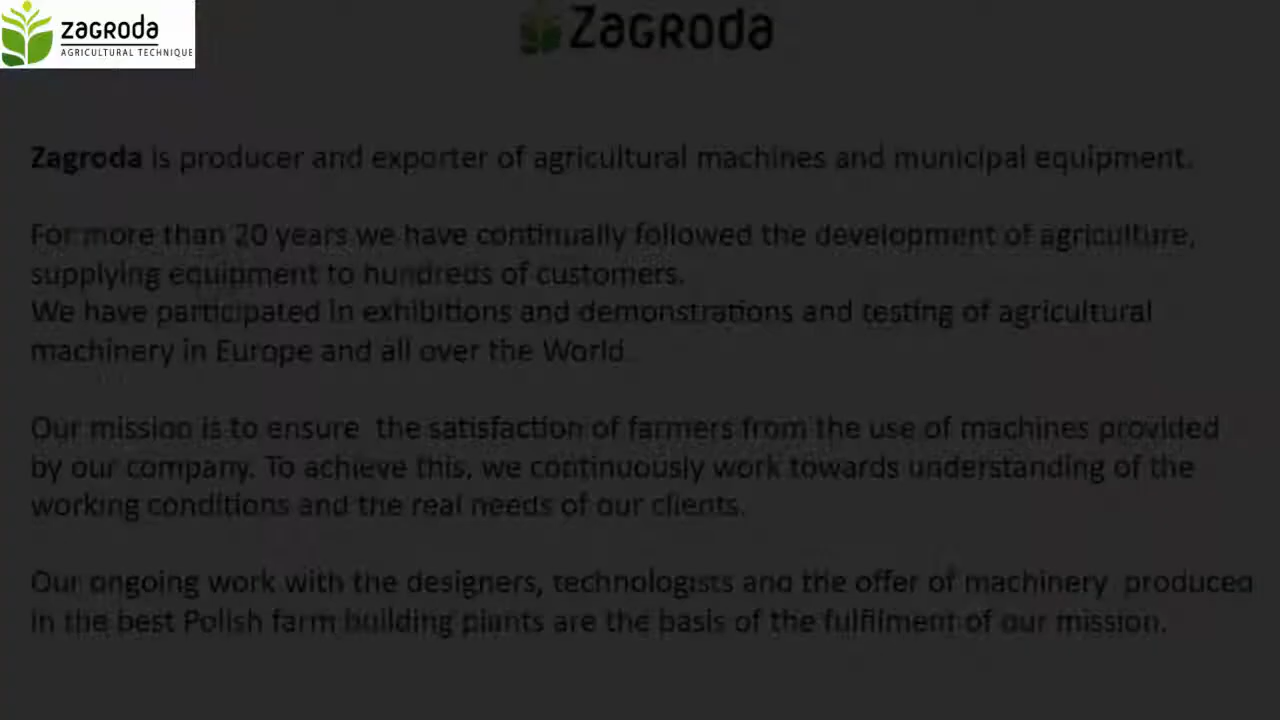 zagroda
AGRICULTURAL TECHNIQUE
Zagroda
Zagroda is producer and exporter of agricultural machines and municipal equipment.
For more than 20 years we have continually followed the development of agriculture,
supplying equipment to hundreds of customers.
We have participated in exhibitions and demonstrations and testing of agricultural
machinery in Europe and all over the World.
Our mission is to ensure  the satisfaction of farmers from the use of machines provided
by our company. To achieve this, we continuously work towards understanding of the
working conditions and the real needs of our clients.
Our ongoing work with the designers, technologists and the offer of machinery  produced
in the best Polish farm building plants are the basis of the fulfilment of our mission.